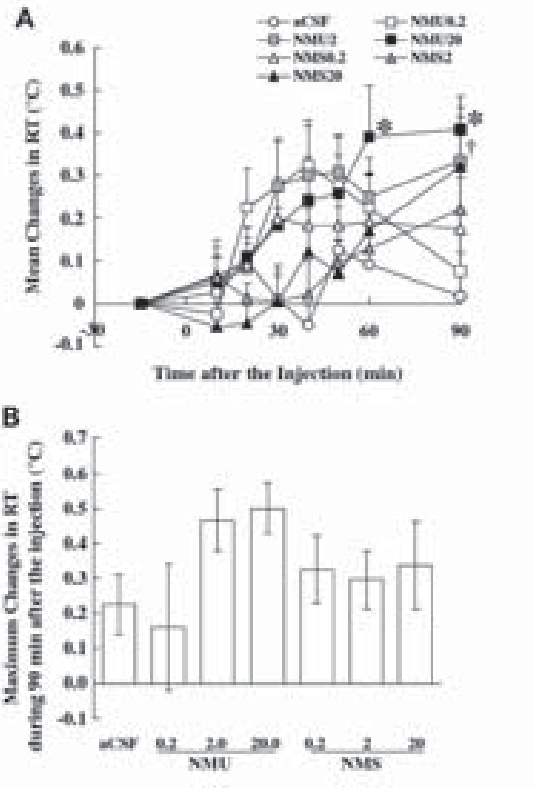 A
aCSF
NMU0.2
NMU2
NMU20
NMS0.2
NMS2
NMS20
Mean Changes in RT (°C)
0.6
0.5
0.4
0.3
0.2
0.1
0
-0.1
*
*
†
-30
0
30
60
90
Time after the Injection (min)
B
Maximum Changes in RT
during 90 min after the injection (°C)
0.7
0.6
0.5
0.4
0.3
0.2
0.1
0.0
-0.1
aCSF
0.2
2.0
20.0
0.2
2
20
NMU
NMS